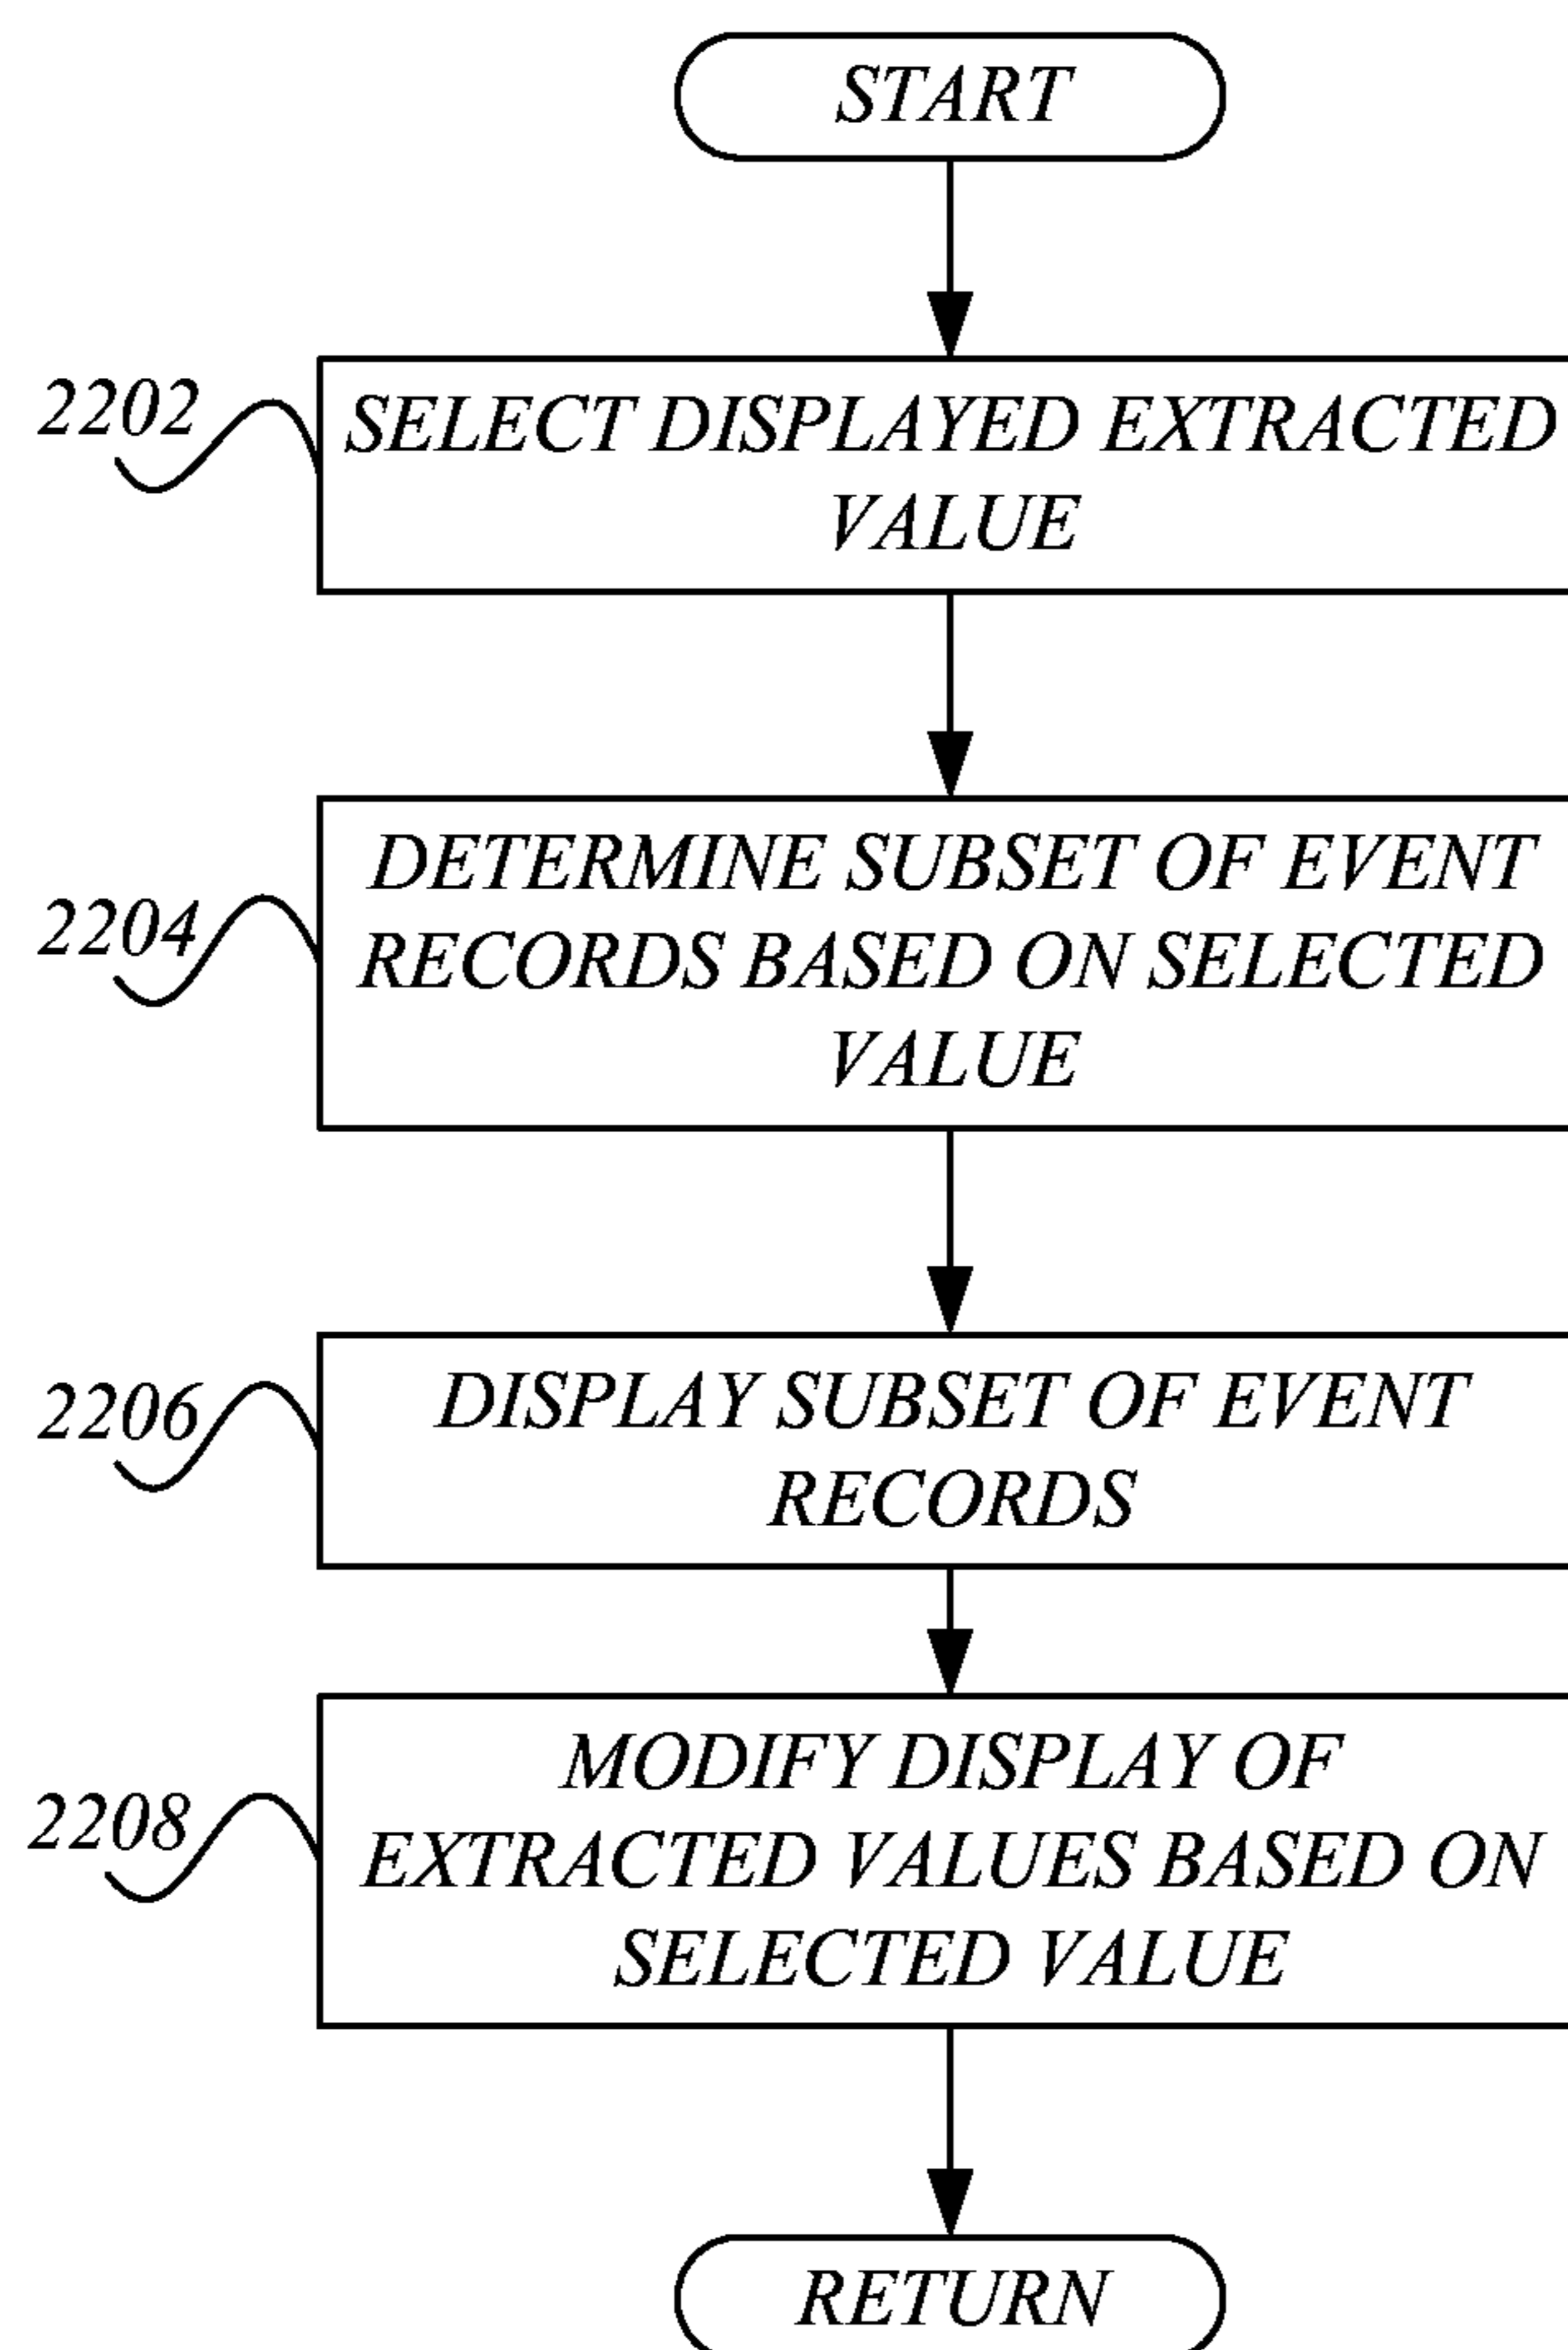 START
2202
SELECT DISPLAYED EXTRACTED
VALUE
2204
DETERMINE SUBSET OF EVENT
RECORDS BASED ON SELECTED
VALUE
2206
DISPLAY SUBSET OF EVENT
RECORDS
2208
MODIFY DISPLAY OF
EXTRACTED VALUES BASED ON
SELECTED VALUE
RETURN